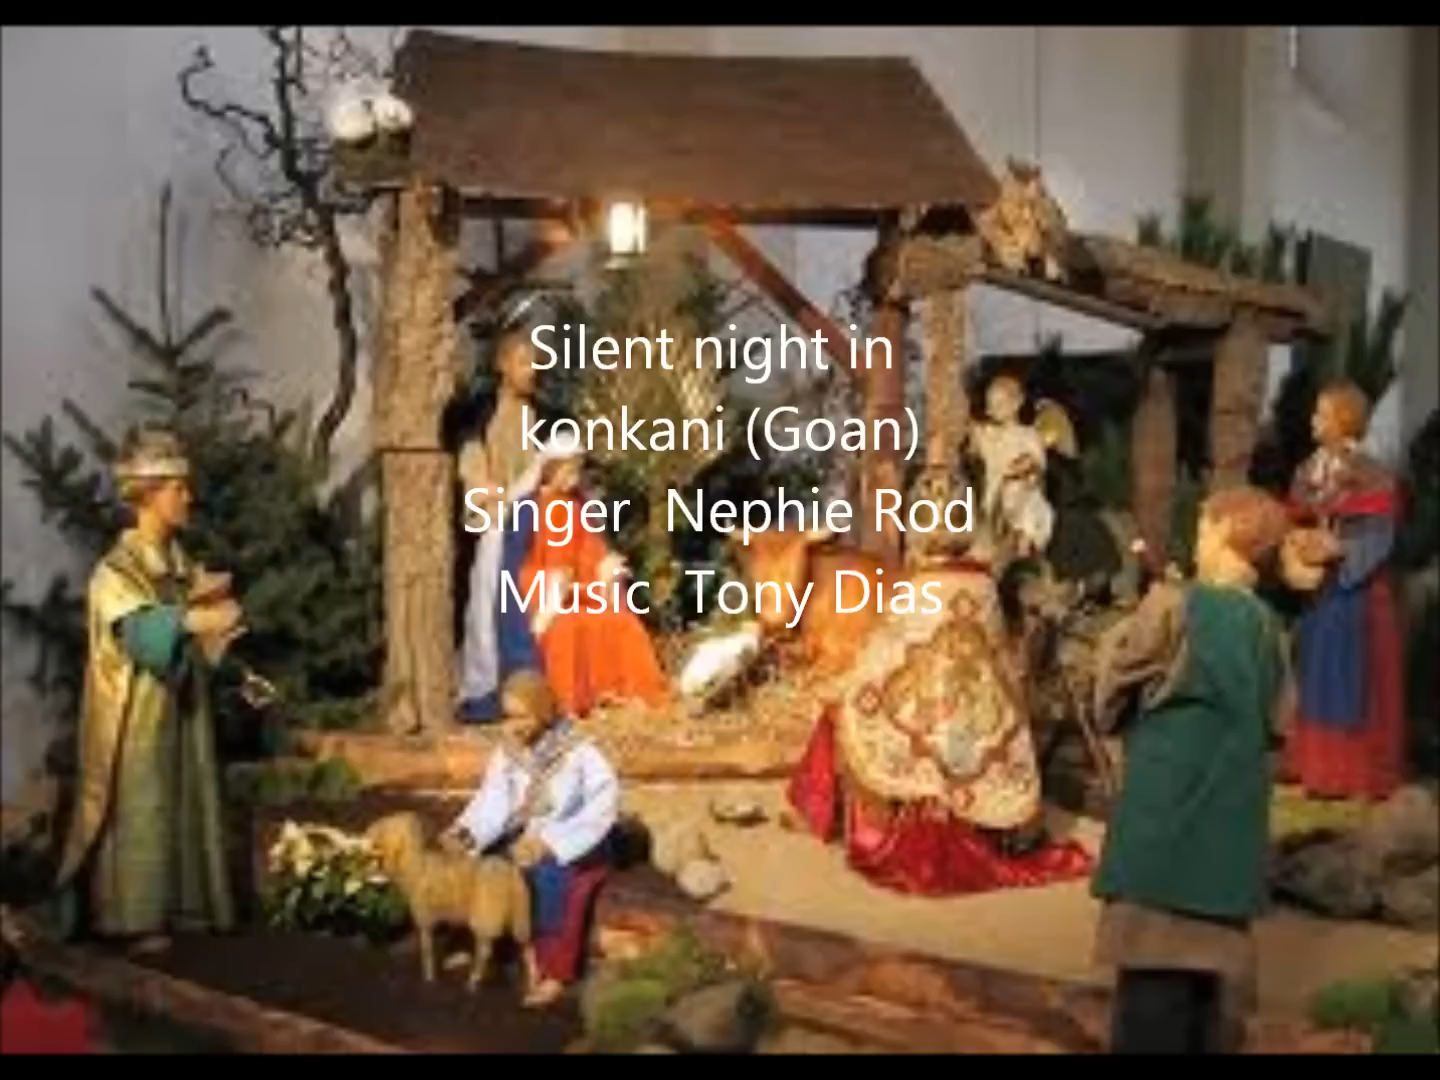 Silent night in
konkani (Goan)
Singer  Nephie Rod
Music  Tony Dias